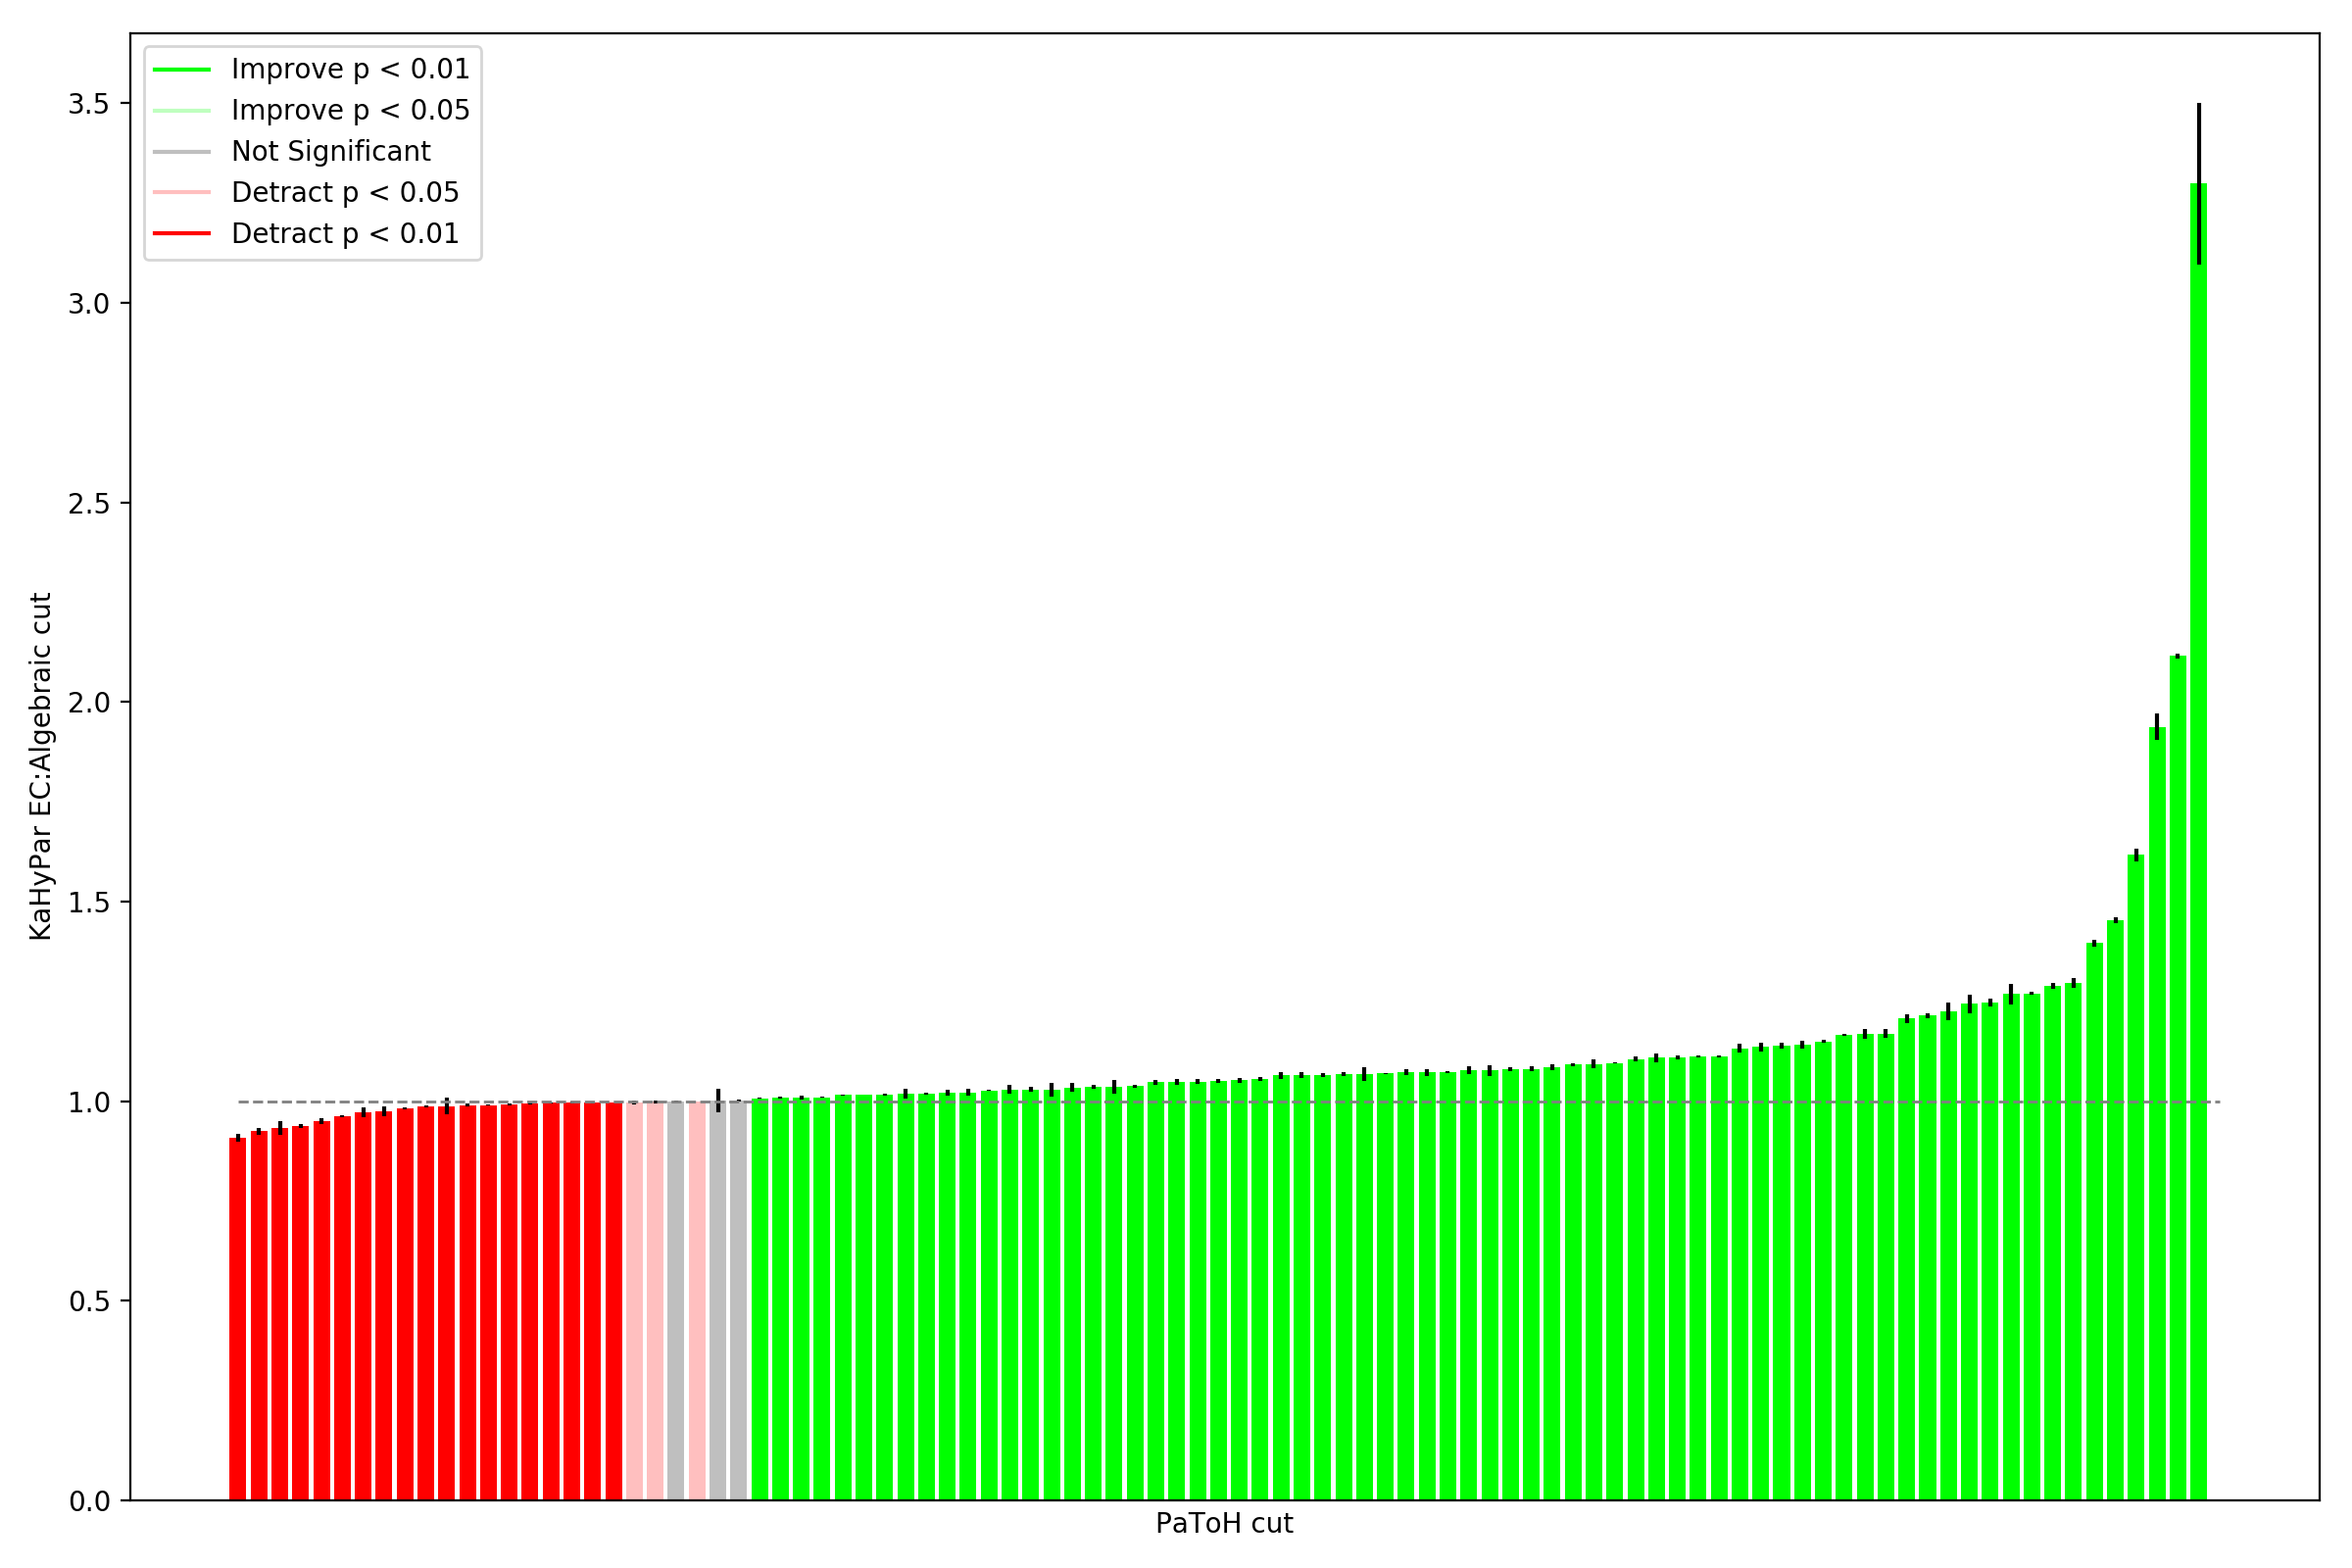 Improve p < 0.01
Improve p < 0.05
Not Significant
Detract p < 0.05
Detract p < 0.01
3.5
3.0
2.5
2.0
1.5
1.0
0.5
0.0
KaHyPar EC:Algebraic cut
PaToH cut